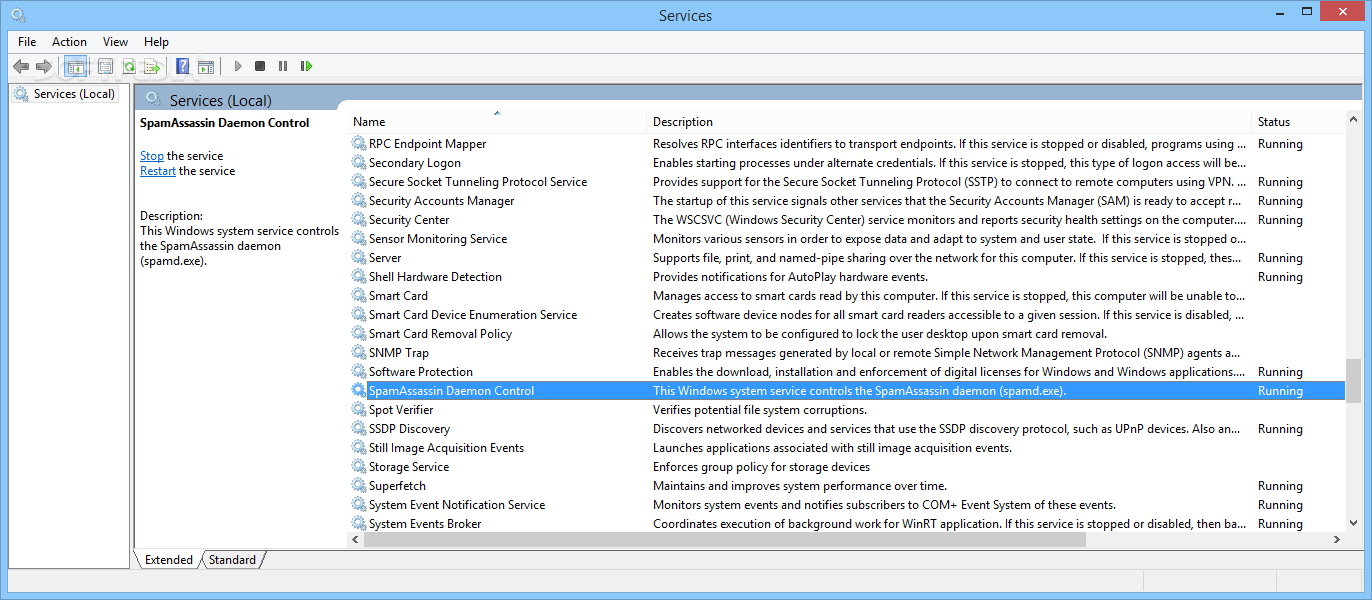 Services
File Action View Help
Services (Local)
Services (Local)
SpamAssassin Daemon Control
Stop the service
Restart the service
Description:
This Windows system service controls
the SpamAssassin daemon
(spamd.exe).
Name Description Status
RPC Endpoint Mapper Resolves RPC interfaces identifiers to transport endpoints. If this service is stopped or disabled, programs using ... Running
Secondary Logon Enables starting processes under alternate credentials. If this service is stopped, this type of logon access will be...
Secure Socket Tunneling Protocol Service Provides support for the Secure Socket Tunneling Protocol (SSTP) to connect to remote computers using VPN. ... Running
Security Accounts Manager The startup of this service signals other services that the Security Accounts Manager (SAM) is ready to accept r... Running
Security Center The WSCSVC (Windows Security Center) service monitors and reports security health settings on the computer.... Running
Sensor Monitoring Service Monitors various sensors in order to expose data and adapt to system and user state.  If this service is stopped o...
Server Supports file, print, and named-pipe sharing over the network for this computer. If this service is stopped, thes... Running
Shell Hardware Detection Provides notifications for AutoPlay hardware events. Running
Smart Card Manages access to smart cards read by this computer. If this service is stopped, this computer will be unable to...
Smart Card Device Enumeration Service Creates software device nodes for all smart card readers accessible to a given session. If this service is disabled, ...
Smart Card Removal Policy Allows the system to be configured to lock the user desktop upon smart card removal.
SNMP Trap Receives trap messages generated by local or remote Simple Network Management Protocol (SNMP) agents a...
Software Protection Enables the download, installation and enforcement of digital licenses for Windows and Windows applications.... Running
SpamAssassin Daemon Control This Windows system service controls the SpamAssassin daemon (spamd.exe). Running
Spot Verifier Verifies potential file system corruptions.
SSDP Discovery Discovers networked devices and services that use the SSDP discovery protocol, such as UPnP devices. Also an... Running
Still Image Acquisition Events Launches applications associated with still image acquisition events.
Storage Service Enforces group policy for storage devices
Superfetch Maintains and improves system performance over time. Running
System Event Notification Service Monitors system events and notifies subscribers to COM+ Event System of these events. Running
System Events Broker Coordinates execution of background work for WinRT application. If this service is stopped or disabled, then ba... Running
Extended Standard